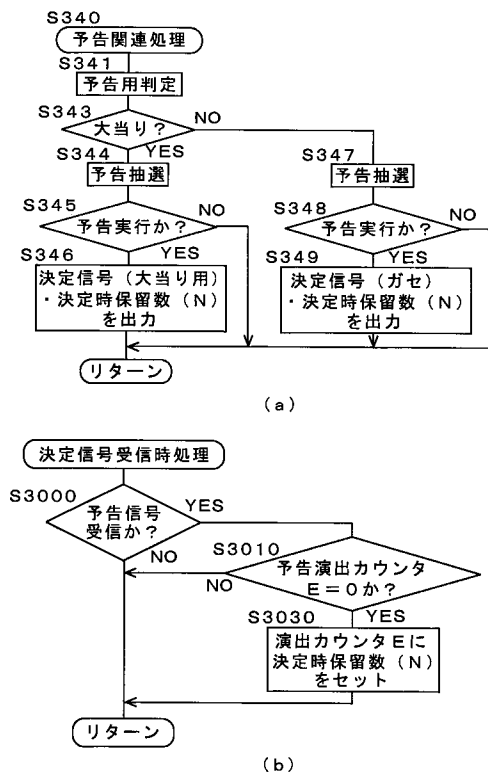 S340
予告関連処理
S341
予告用判定
S343
大当り?
NO
YES
S344
予告抽選
S345
予告実行か?
NO
YES
S346
決定信号(大当り用)
・決定時保留数(N)
を出力
S347
予告抽選
S348
予告実行か?
NO
YES
S349
決定信号(ガセ)
・決定時保留数(N)
を出力
リターン
(a)
決定信号受信時処理
S3000
予告信号
受信か?
YES
NO
S3010
予告演出カウンタ
E=0か?
NO
YES
S3030
演出カウンタEに
決定時保留数(N)
をセット
リターン
(b)